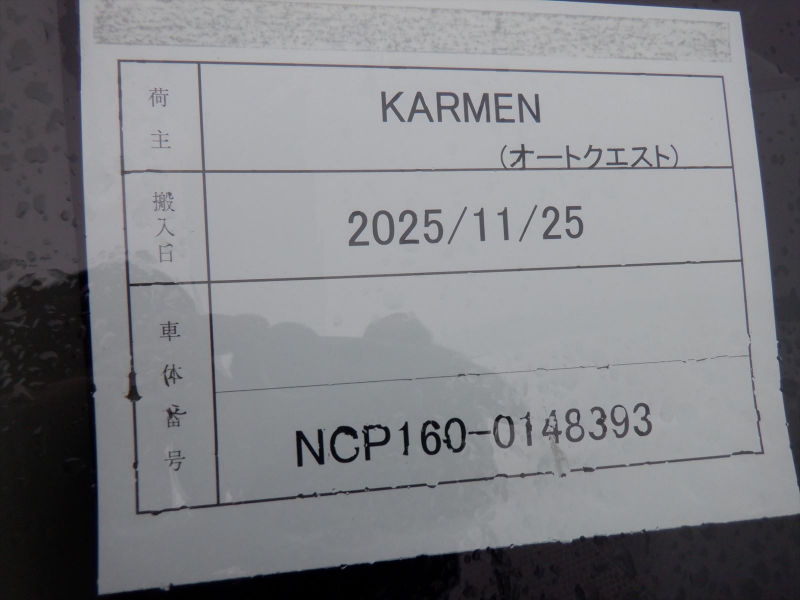 荷主 KARMEN
(オートクエスト)
搬入日 2025/11/25
車体番号 NCP160-0148393